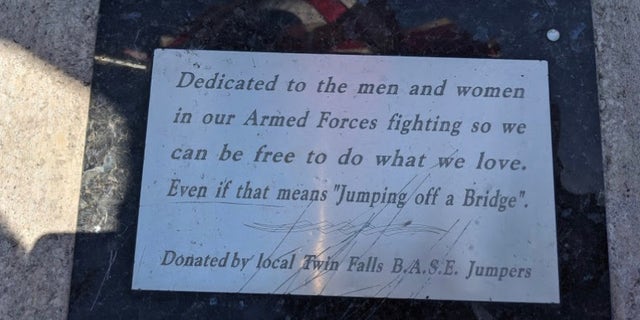 Dedicated to the men and women
in our Armed Forces fighting so we
can be free to do what we love.
Even if that means "Jumping off a Bridge".
Donated by local Twin Falls B.A.S.E. Jumpers